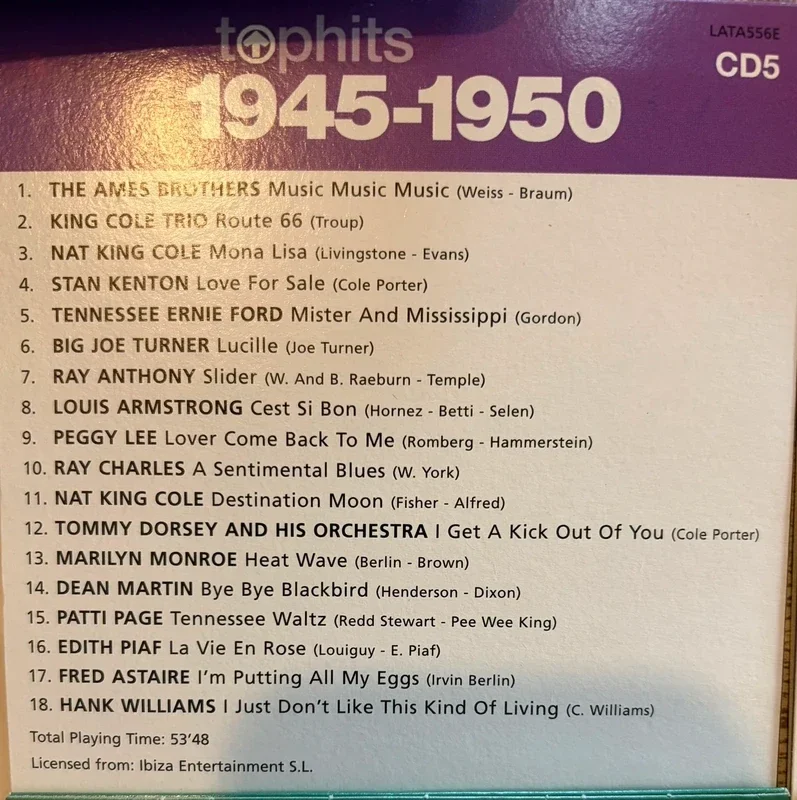 tophits
LATA556E
1945-1950
CD5
1. THE AMES BROTHERS Music Music Music (Weiss - Braum)
2. KING COLE TRIO Route 66 (Troup)
3. NAT KING COLE Mona Lisa (Livingstone - Evans)
4. STAN KENTON Love For Sale (Cole Porter)
5. TENNESSEE ERNIE FORD Mister And Mississippi (Gordon)
6. BIG JOE TURNER Lucille (Joe Turner)
7. RAY ANTHONY Slider (W. And B. Raeburn - Temple)
8. LOUIS ARMSTRONG Cest Si Bon (Hornez - Betti - Selen)
9. PEGGY LEE Lover Come Back To Me (Romberg - Hammerstein)
10. RAY CHARLES A Sentimental Blues (W. York)
11. NAT KING COLE Destination Moon (Fisher - Alfred)
12. TOMMY DORSEY AND HIS ORCHESTRA I Get A Kick Out Of You (Cole Porter)
13. MARILYN MONROE Heat Wave (Berlin - Brown)
14. DEAN MARTIN Bye Bye Blackbird (Henderson - Dixon)
15. PATTI PAGE Tennessee Waltz (Redd Stewart - Pee Wee King)
16. EDITH PIAF La Vie En Rose (Louiguy - E. Piaf)
17. FRED ASTAIRE I'm Putting All My Eggs (Irvin Berlin)
18. HANK WILLIAMS I Just Don't Like This Kind Of Living (C. Williams)
Total Playing Time: 53'48
Licensed from: Ibiza Entertainment S.L.